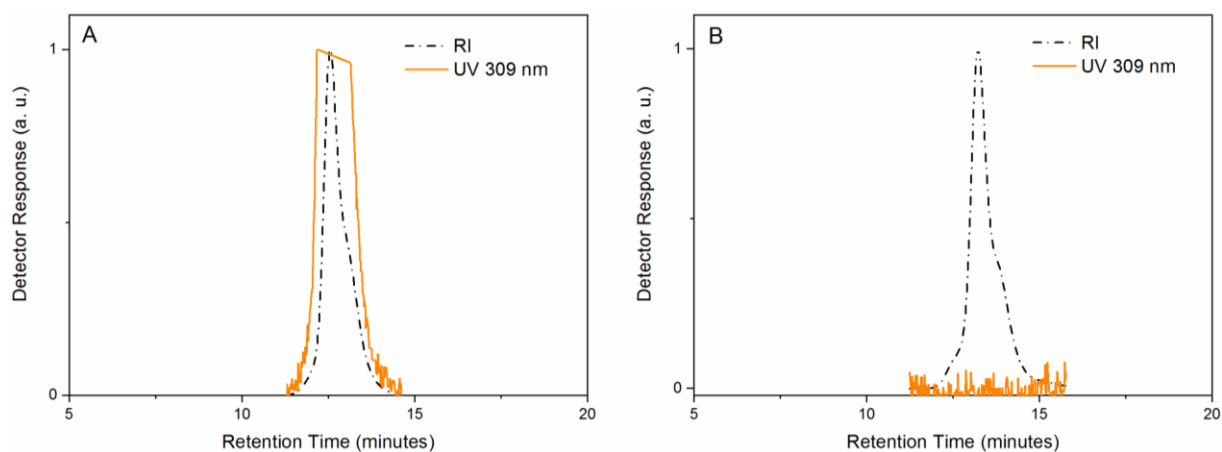 A
RI
UV 309 nm
1
0
Detector Response (a. u.)
5
10
15
20
Retention Time (minutes)
B
RI
UV 309 nm
1
0
Detector Response (a. u.)
5
10
15
20
Retention Time (minutes)